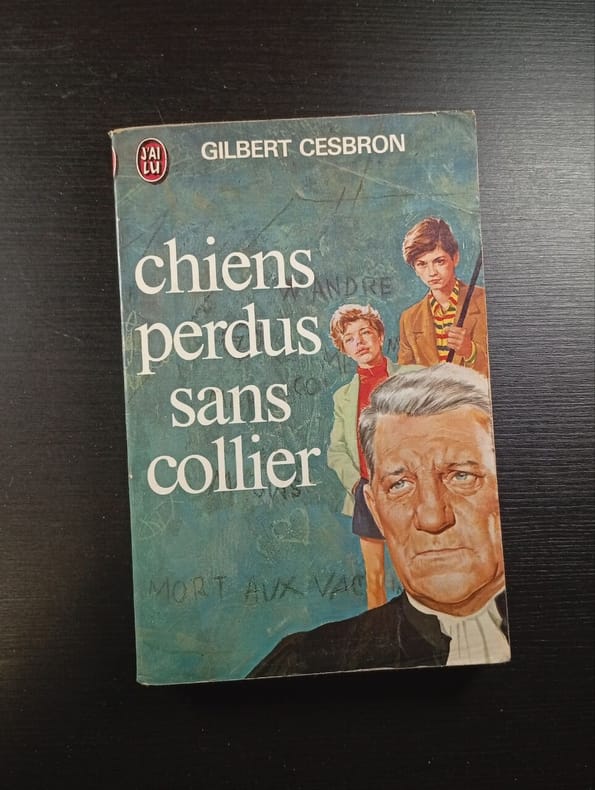 J'AI
LU
GILBERT CESBRON
chiens
perdus
sans
collier
ANDRE
MORT AUX VAC